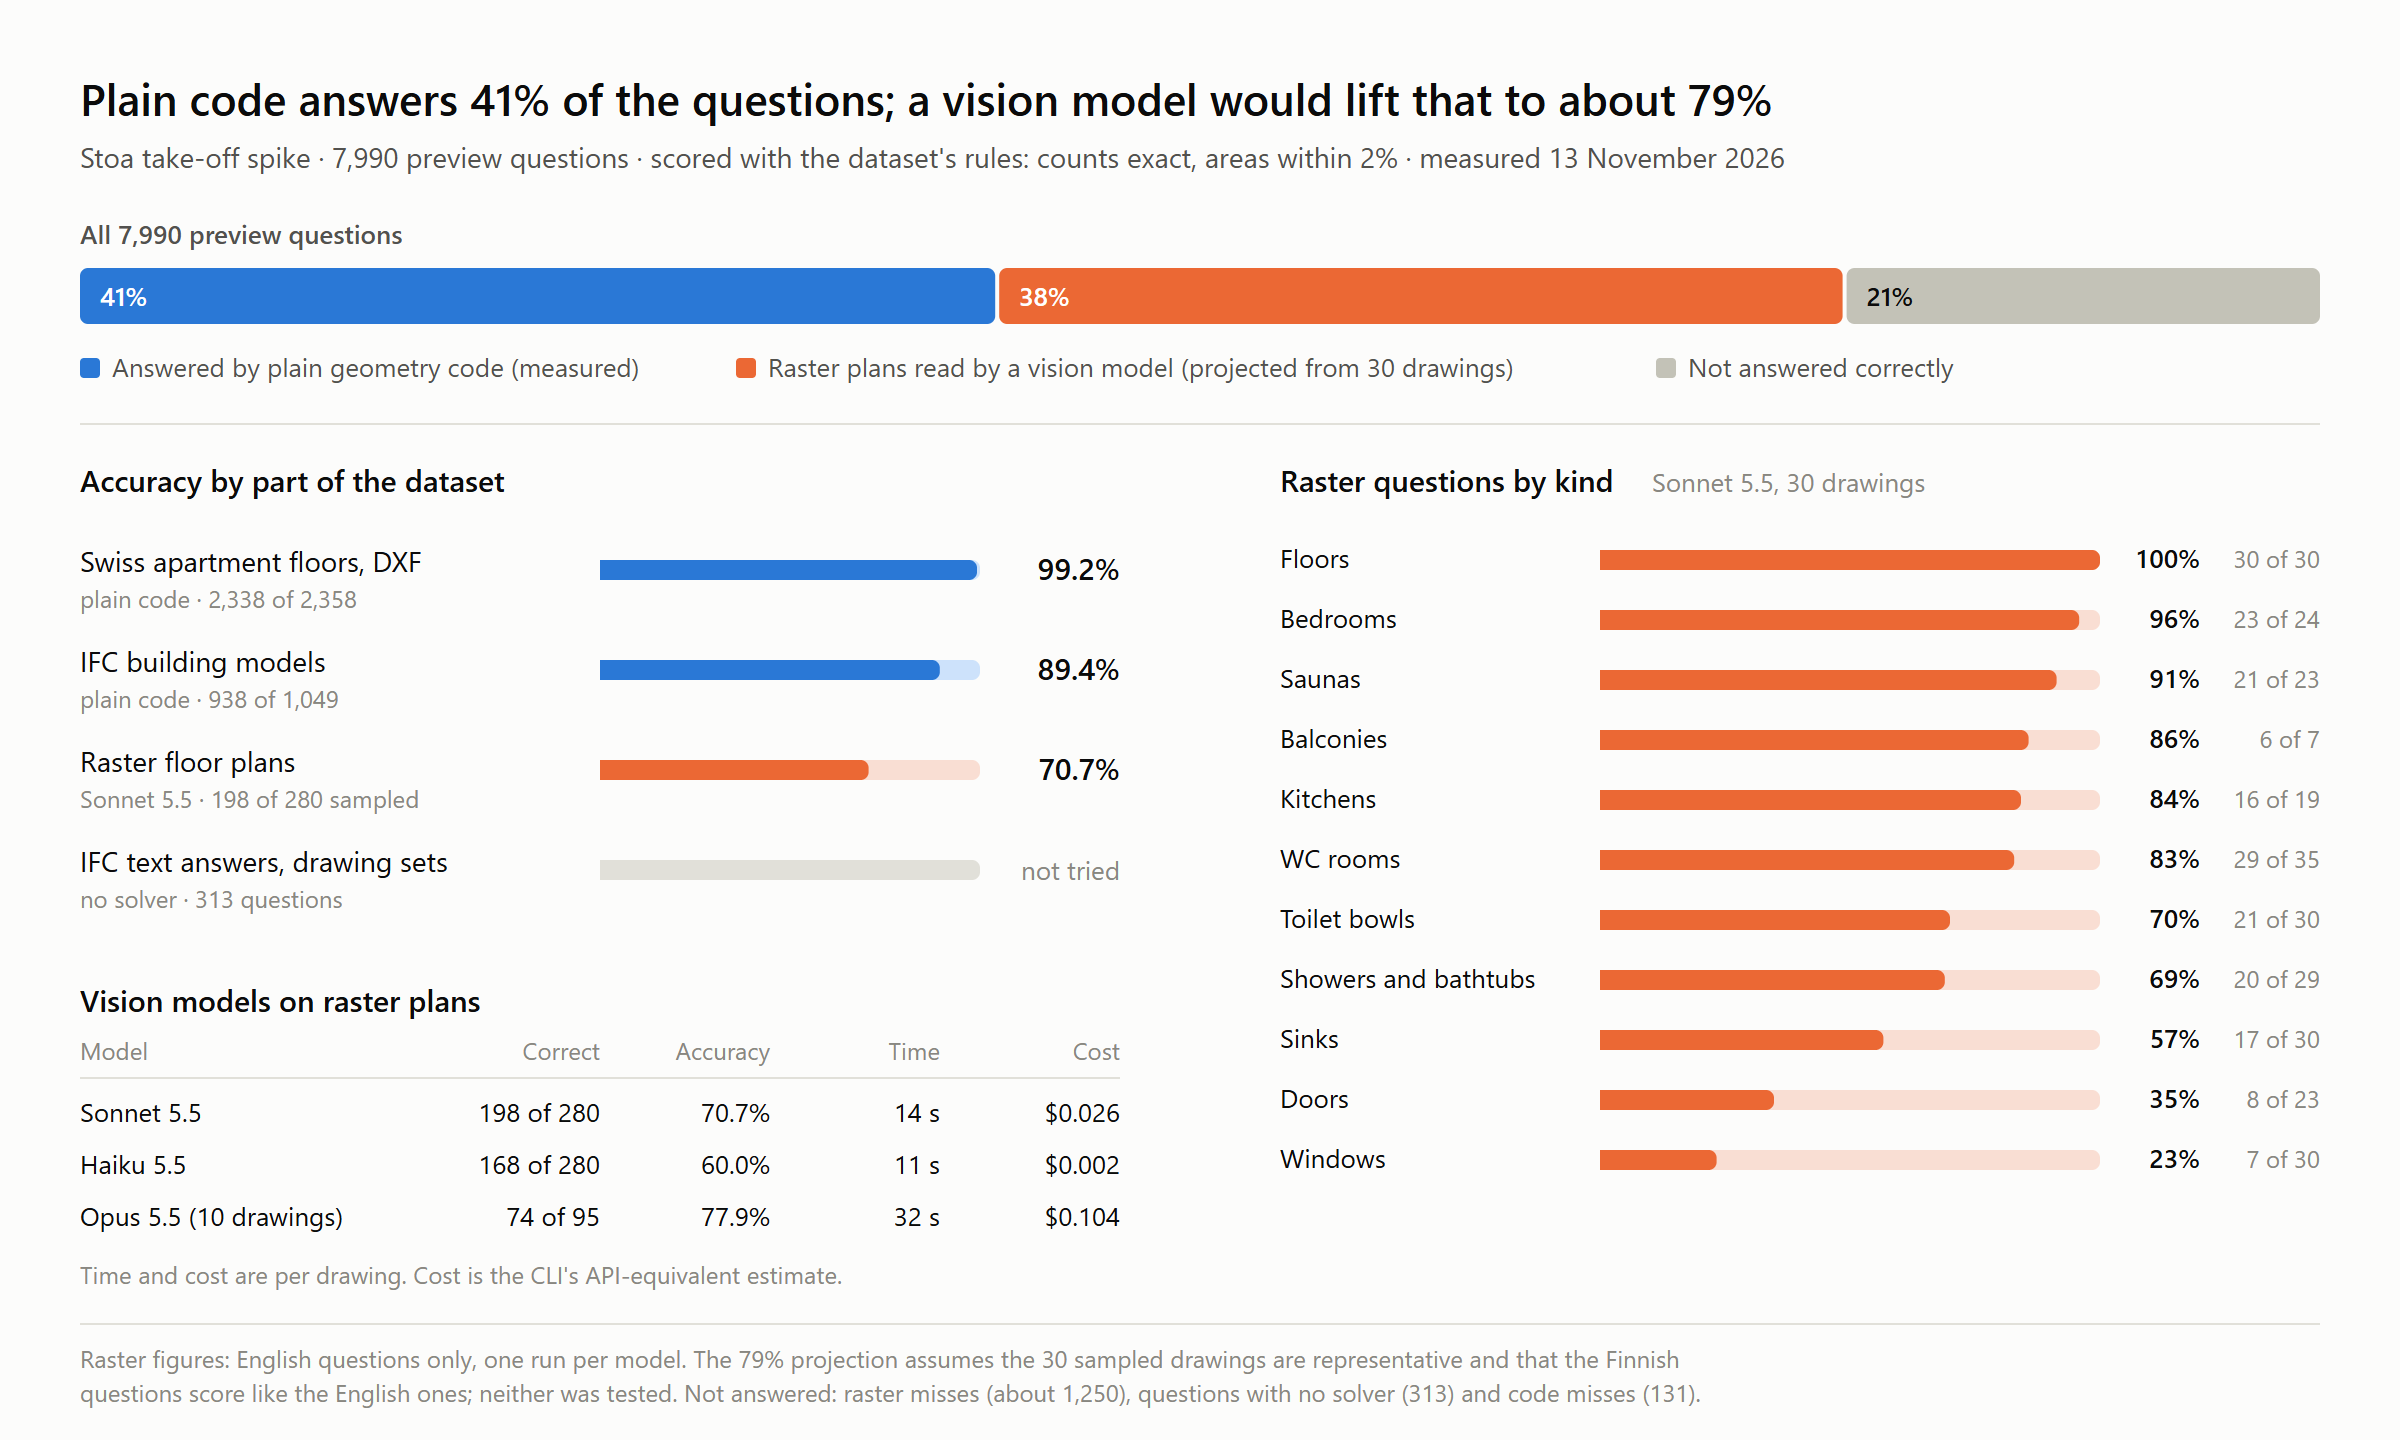 Plain code answers 41% of the questions; a vision model would lift that to about 79%
Stoa take-off spike · 7,990 preview questions · scored with the dataset's rules: counts exact, areas within 2% · measured 13 November 2026
All 7,990 preview questions
41% 38% 21%
Answered by plain geometry code (measured) Raster plans read by a vision model (projected from 30 drawings) Not answered correctly
Accuracy by part of the dataset
Swiss apartment floors, DXF 99.2%
plain code · 2,338 of 2,358
IFC building models 89.4%
plain code · 938 of 1,049
Raster floor plans 70.7%
Sonnet 5.5 · 198 of 280 sampled
IFC text answers, drawing sets not tried
no solver · 313 questions
Vision models on raster plans
Model Correct Accuracy Time Cost
Sonnet 5.5 198 of 280 70.7% 14 s $0.026
Haiku 5.5 168 of 280 60.0% 11 s $0.002
Opus 5.5 (10 drawings) 74 of 95 77.9% 32 s $0.104
Time and cost are per drawing. Cost is the CLI's API-equivalent estimate.
Raster questions by kind Sonnet 5.5, 30 drawings
Floors 100% 30 of 30
Bedrooms 96% 23 of 24
Saunas 91% 21 of 23
Balconies 86% 6 of 7
Kitchens 84% 16 of 19
WC rooms 83% 29 of 35
Toilet bowls 70% 21 of 30
Showers and bathtubs 69% 20 of 29
Sinks 57% 17 of 30
Doors 35% 8 of 23
Windows 23% 7 of 30
Raster figures: English questions only, one run per model. The 79% projection assumes the 30 sampled drawings are representative and that the Finnish
questions score like the English ones; neither was tested. Not answered: raster misses (about 1,250), questions with no solver (313) and code misses (131).